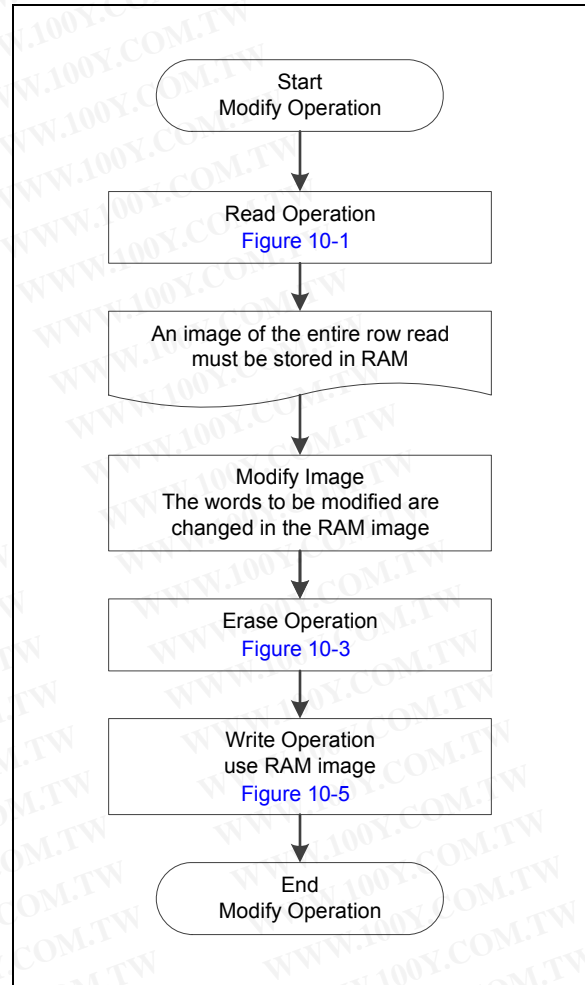 Start
Modify Operation
Read Operation
Figure 10-1
An image of the entire row read
must be stored in RAM
Modify Image
The words to be modified are
changed in the RAM image
Erase Operation
Figure 10-3
Write Operation
use RAM image
Figure 10-5
End
Modify Operation
WWW.100Y.COM.TW